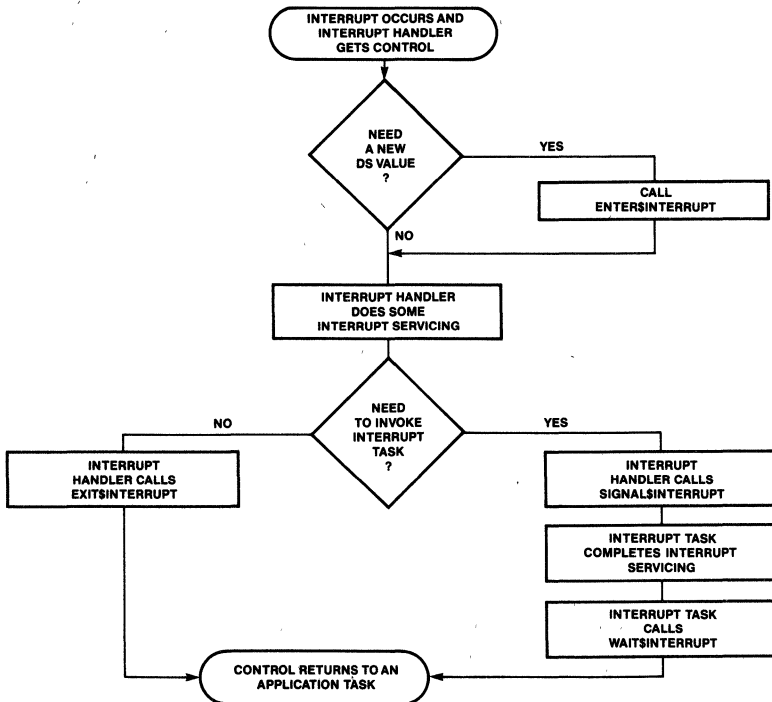 INTERRUPT OCCURS AND
INTERRUPT HANDLER
GETS CONTROL
NEED
A NEW
DS VALUE
?
YES
CALL
ENTER$INTERRUPT
NO
INTERRUPT HANDLER
DOES SOME
INTERRUPT SERVICING
NEED
TO INVOKE
INTERRUPT
TASK
?
NO
YES
INTERRUPT
HANDLER CALLS
EXIT$INTERRUPT
INTERRUPT
HANDLER CALLS
SIGNAL$INTERRUPT
INTERRUPT TASK
COMPLETES INTERRUPT
SERVICING
INTERRUPT TASK
CALLS
WAIT$INTERRUPT
CONTROL RETURNS TO AN
APPLICATION TASK